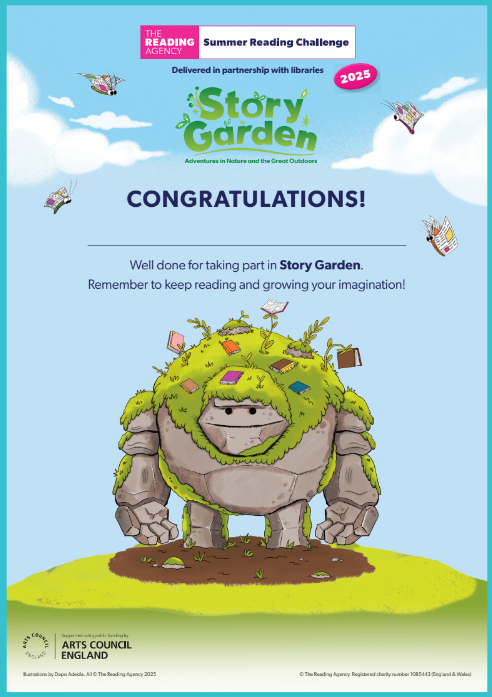 THE
READING
AGENCY
Summer Reading Challenge
Delivered in partnership with libraries
2025
Story
Garden
Adventures in Nature and the Great Outdoors
CONGRATULATIONS!
Well done for taking part in Story Garden.
Remember to keep reading and growing your imagination!
ARTS COUNCIL
ENGLAND
Supported using public funding by
ARTS COUNCIL
ENGLAND
Illustrations by Dapo Adeola. All © The Reading Agency 2025
© The Reading Agency. Registered charity number 1085443 (England & Wales)